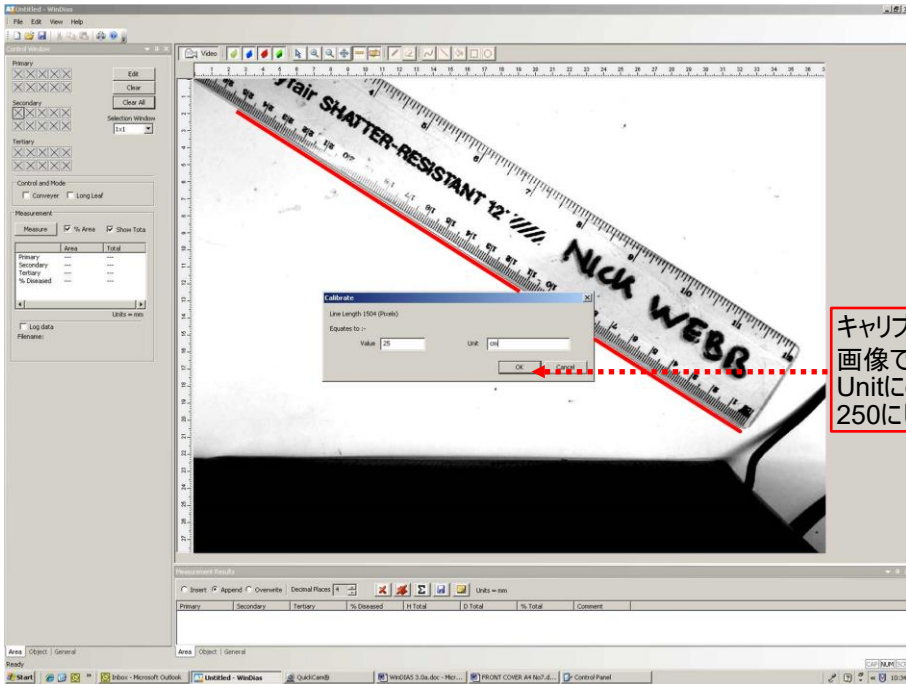 Untitled - WinDias
File Edit View Help
Control Window
Video
Primary
Edit
Clear
Secondary
Clear All
Selection Window
1x1
Tertiary
Control and Mode
Conveyer Long Leaf
Measurement
Measure % Area Show Tota
Area Total
Primary --- ---
Secondary --- ---
Tertiary --- ---
% Diseased --- ---
Units = mm
Log data
Filename:
SHATTER-RESISTANT 12"
NICK WEBB
Calibrate
Line Length 1504 (Pixels)
Equates to :-
Value 25 Unit cm
OK Cancel
キャリブ
画像で
Unitに
250に
Measurement Results
Insert Append Overwrite Decimal Places 4 Units = mm
Primary Secondary Tertiary % Diseased H Total D Total % Total Comment
Area Object General
Area Object General
Ready
CAP NUM
Start Inbox - Microsoft Outlook Untitled - WinDias QuickCam® WinDIAS 3.0a.doc - Micr... FRONT COVER A4 No7.d... Control Panel 10:34